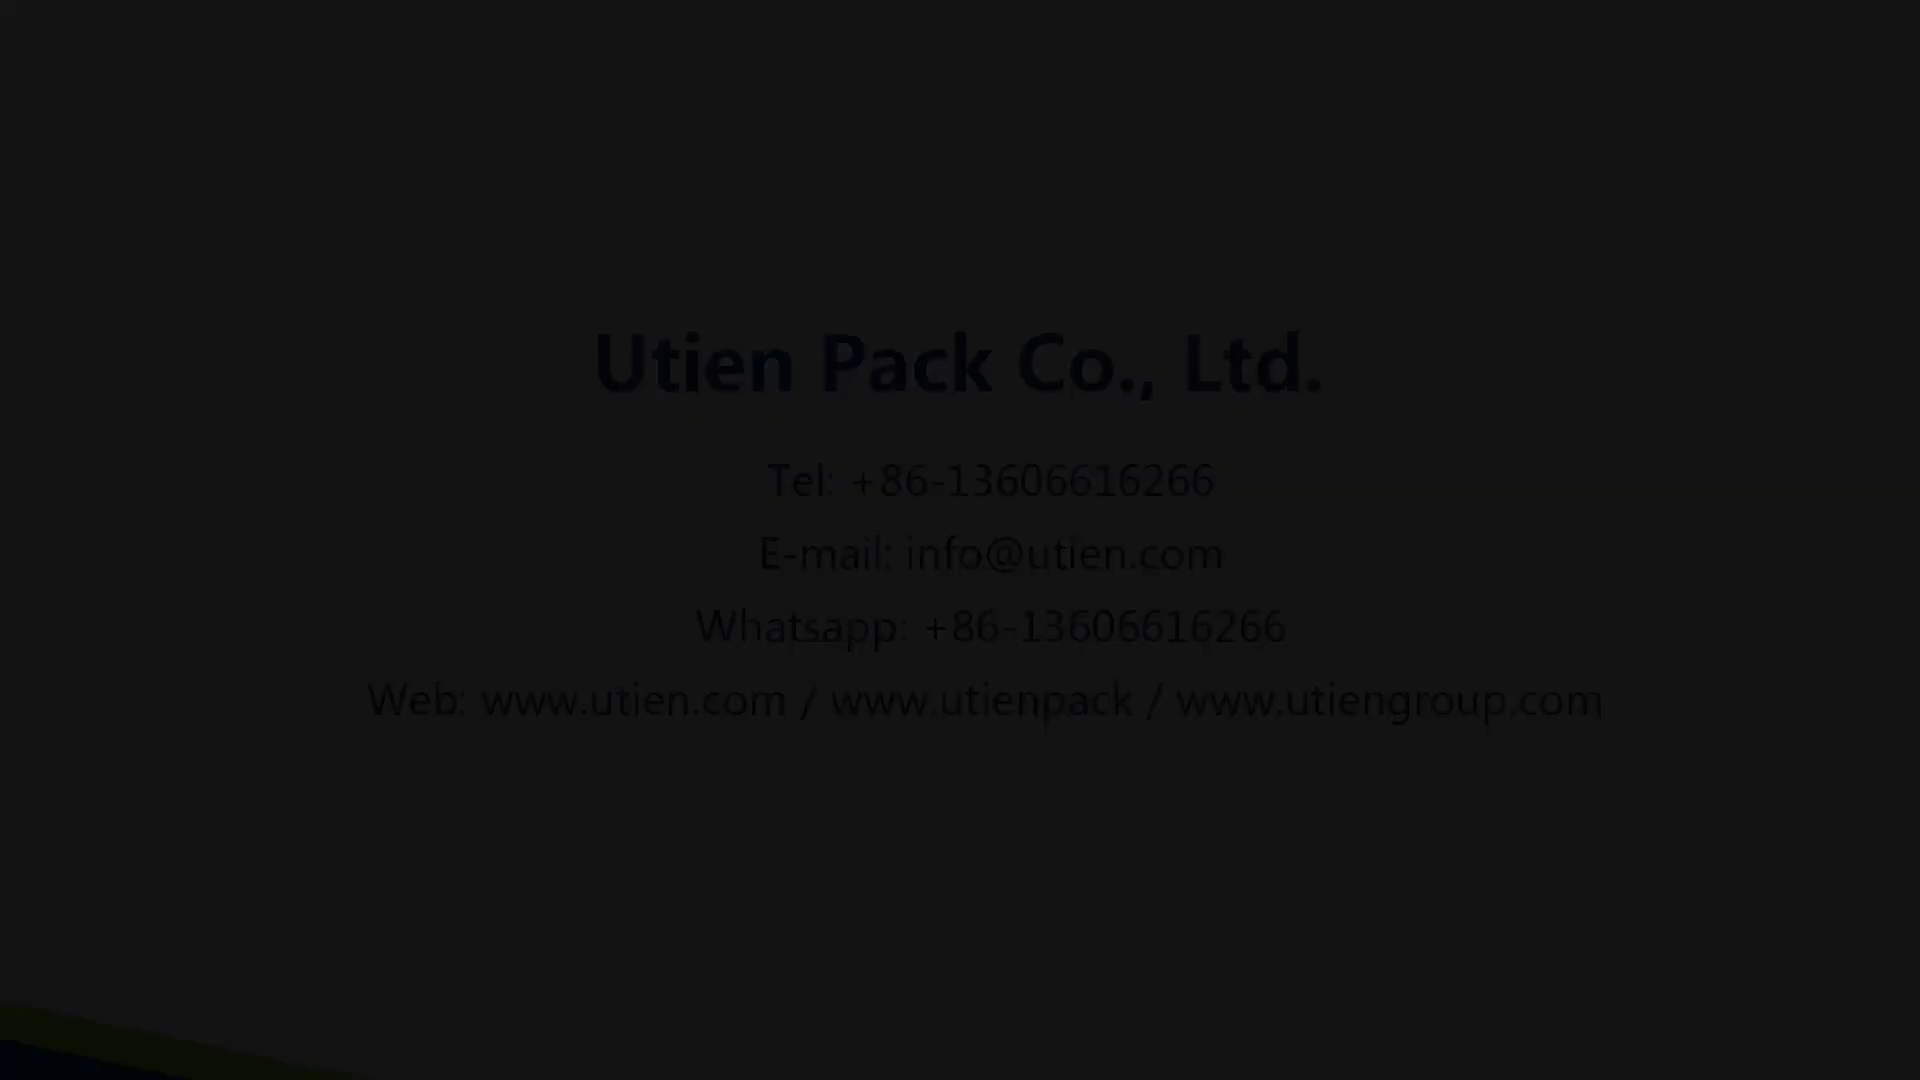 Utien Pack Co., Ltd.
Tel: +86-13606616266
E-mail: info@utien.com
Whatsapp: +86-13606616266
Web: www.utien.com / www.utienpack / www.utiengroup.com